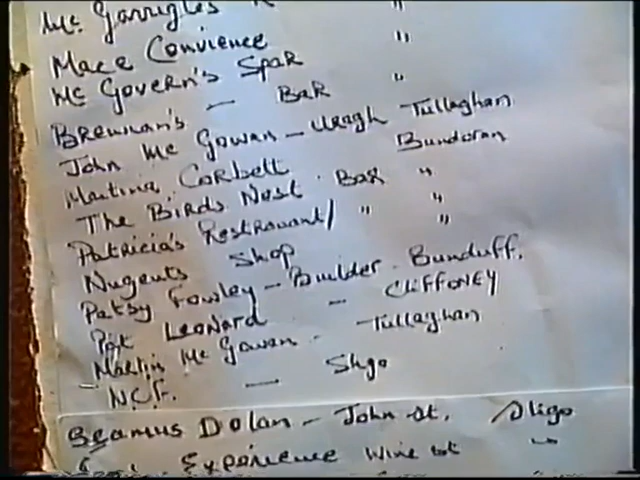 Mc Garrigles "
Mace Convience "
Mc Govern's Spar "
Brennan's — Bar
John Mc Gowan — Uragh Tullaghan
Martina Corbett Bundoran
The Birds Nest Bar "
Patricia's Restrowant/ " "
Nugents Shop "
Patsy Fowley — Builder. Bunduff.
Pat Leonard — Cliffoney
Martin Mc Gowan. — Tullaghan
N.C.F. — Sligo
Seamus Dolan — John st. Sligo
Experience Wine st "